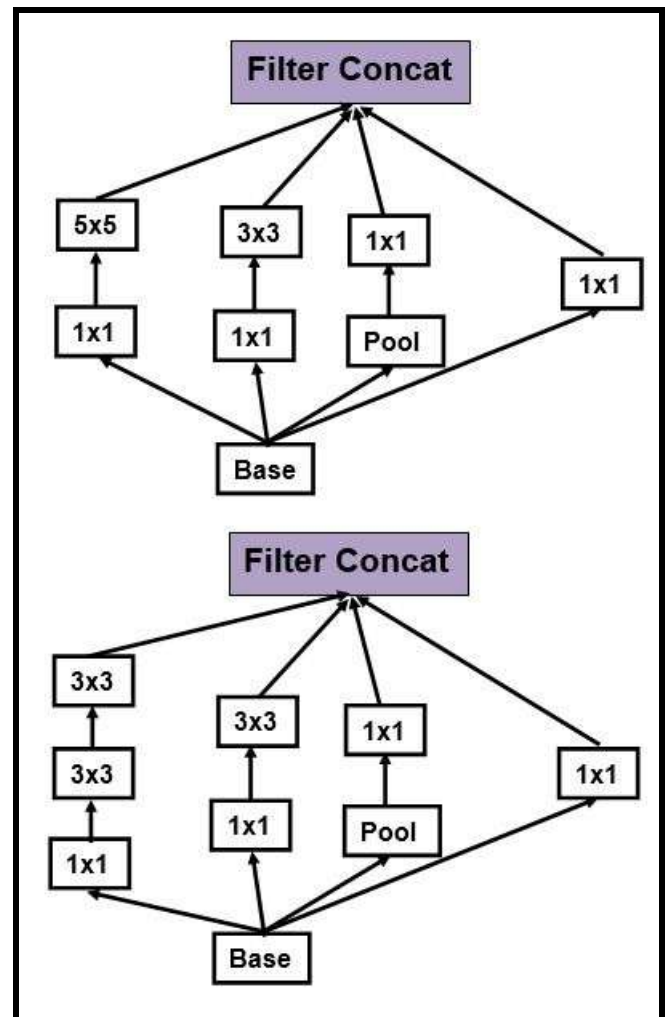 Filter Concat
5x5
3x3
1x1
1x1
1x1
1x1
Pool
Base
Filter Concat
3x3
3x3
1x1
3x3
1x1
1x1
Pool
1x1
Base